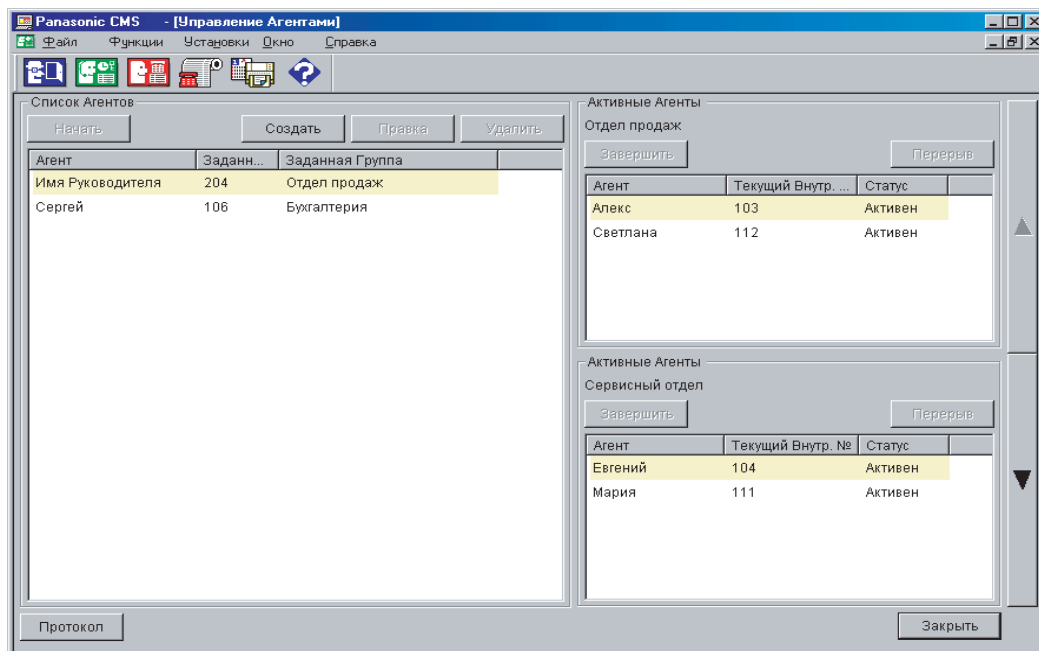 Panasonic CMS - [Управление Агентами]
Файл Функции Установки Окно Справка
Список Агентов
Начать Создать Правка Удалить
Агент Заданн... Заданная Группа
Имя Руководителя 204 Отдел продаж
Сергей 106 Бухгалтерия
Активные Агенты
Отдел продаж
Завершить Перерыв
Агент Текущий Внутр. ... Статус
Алекс 103 Активен
Светлана 112 Активен
Активные Агенты
Сервисный отдел
Завершить Перерыв
Агент Текущий Внутр. № Статус
Евгений 104 Активен
Мария 111 Активен
Протокол Закрыть